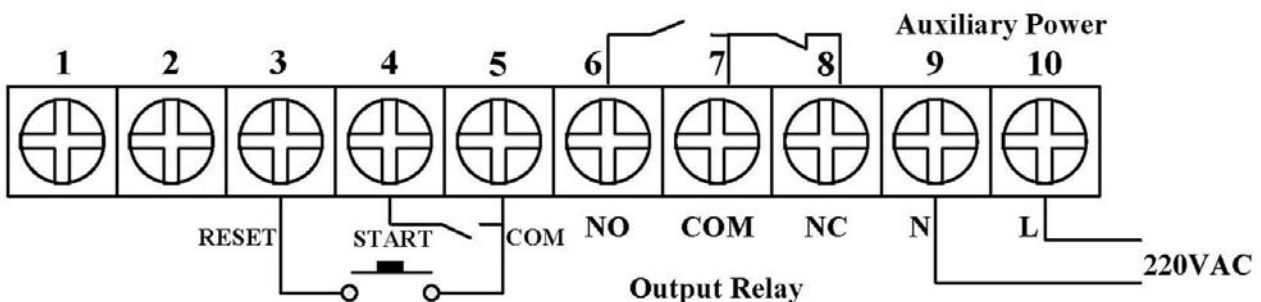 Auxiliary Power
1 2 3 4 5 6 7 8 9 10
RESET START COM NO COM NC N L
220VAC
Output Relay